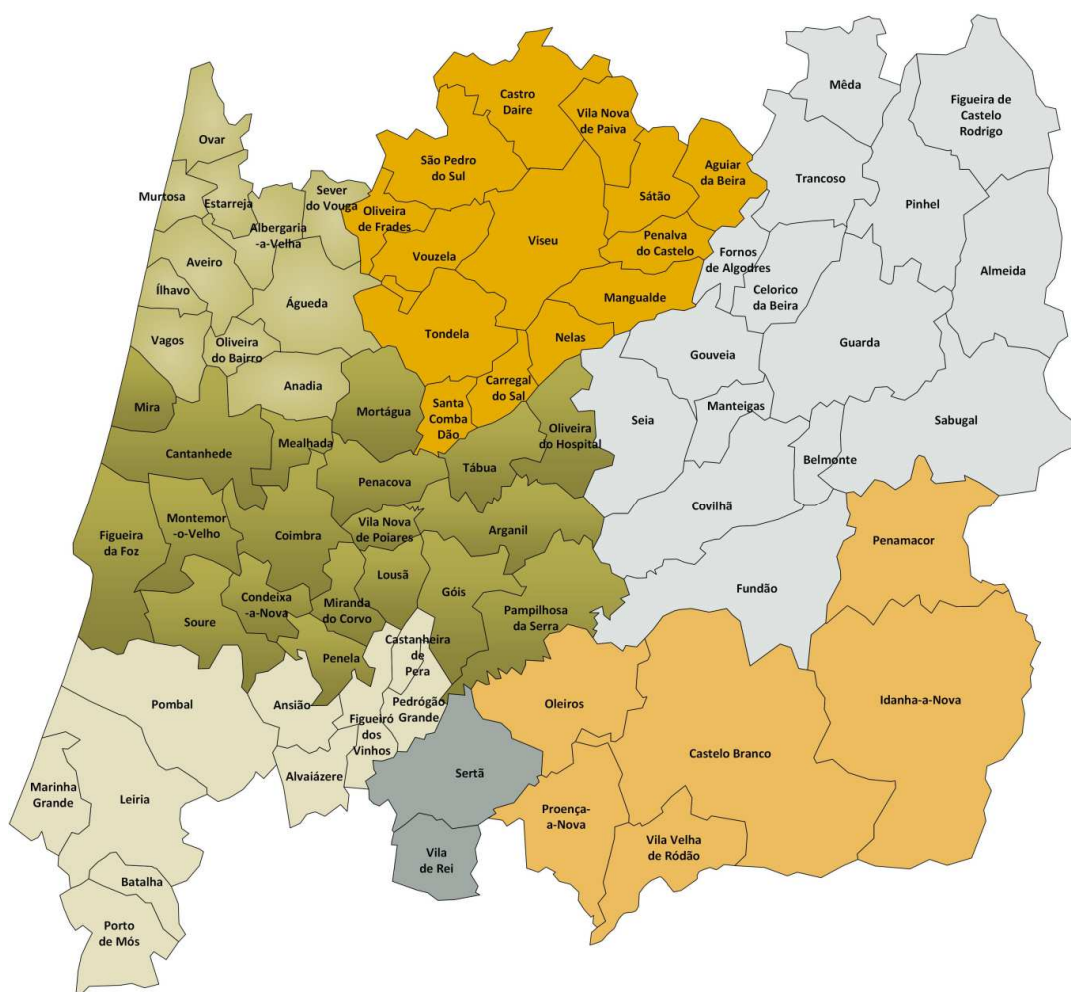 Mêda
Figueira de
Castelo
Rodrigo
Castro
Daire
Vila Nova
de Paiva
Ovar
São Pedro
do Sul
Aguiar
da Beira
Trancoso
Pinhel
Murtosa
Estarreja
Sever
do Vouga
Albergaria
-a-Velha
Oliveira
de Frades
Sátão
Viseu
Penalva
do Castelo
Vouzela
Fornos
de Algodres
Almeida
Aveiro
Ílhavo
Águeda
Celorico
da Beira
Mangualde
Vagos
Oliveira
do Bairro
Tondela
Nelas
Gouveia
Guarda
Anadia
Carregal
do Sal
Mira
Mortágua
Santa
Comba
Dão
Oliveira
do Hospital
Seia
Manteigas
Sabugal
Mealhada
Cantanhede
Tábua
Belmonte
Penacova
Covilhã
Montemor
-o-Velho
Figueira
da Foz
Coimbra
Vila Nova
de Poiares
Arganil
Penamacor
Lousã
Góis
Fundão
Condeixa
-a-Nova
Miranda
do Corvo
Pampilhosa
da Serra
Soure
Penela
Castanheira
de
Pera
Pombal
Ansião
Pedrógão
Grande
Oleiros
Idanha-a-Nova
Figueiró
dos
Vinhos
Castelo Branco
Alvaiázere
Sertã
Marinha
Grande
Leíria
Proença-
a-Nova
Vila Velha
de Ródão
Vila
de Rei
Batalha
Porto
de Mós